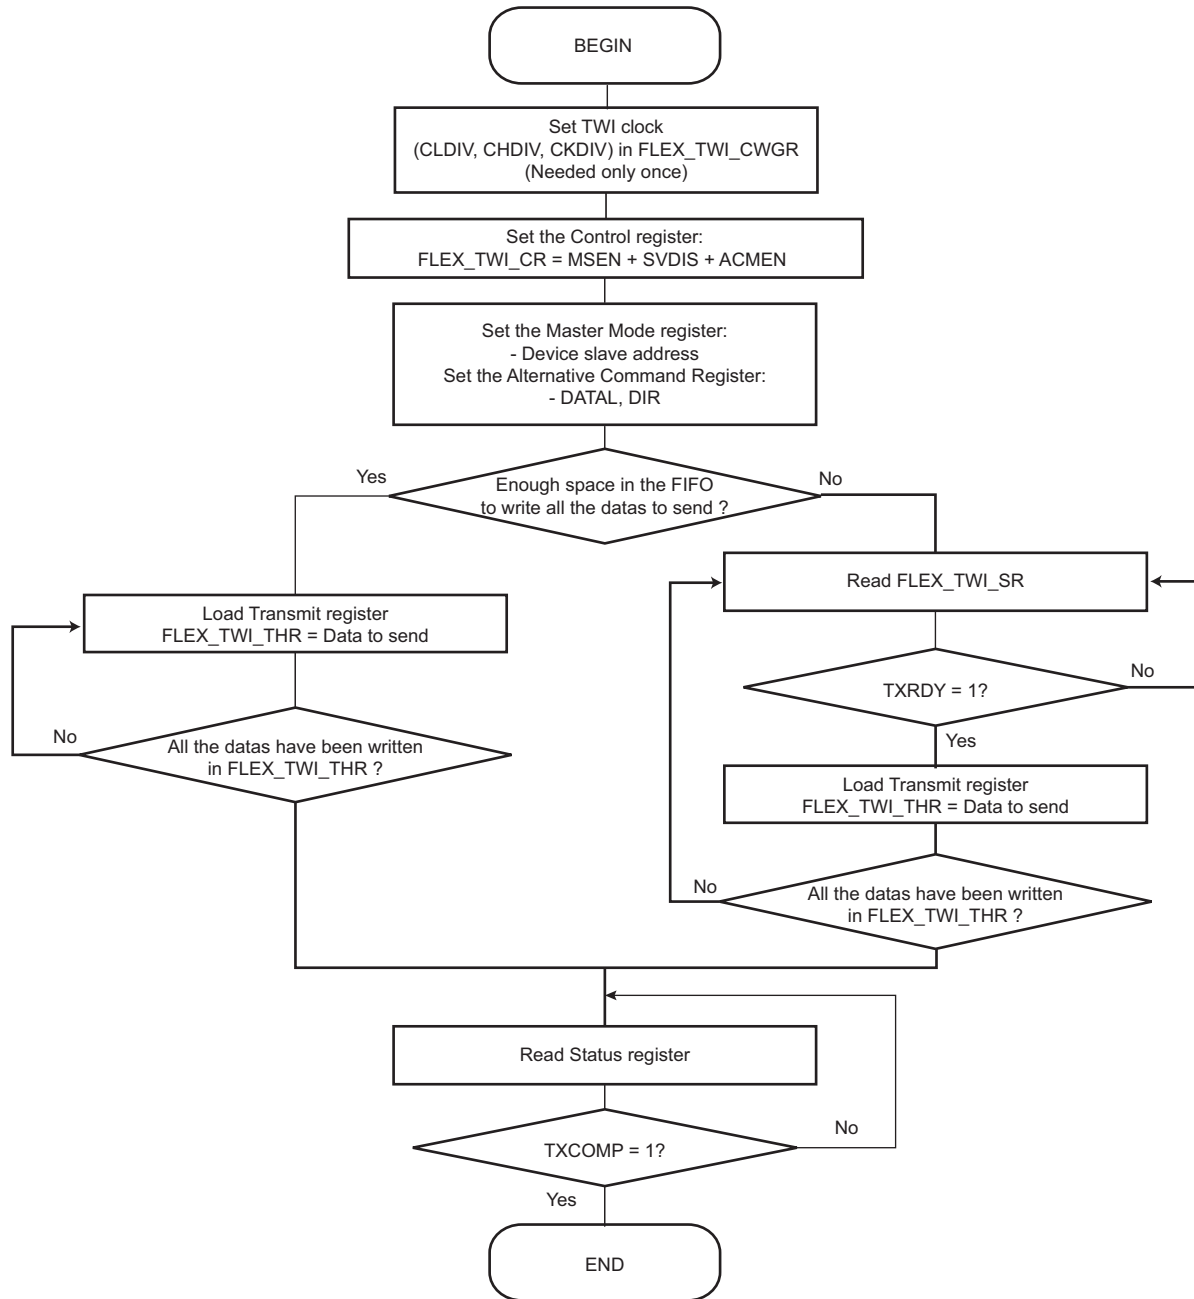 BEGIN
Set TWI clock
(CLDIV, CHDIV, CKDIV) in FLEX_TWI_CWGR
(Needed only once)
Set the Control register:
FLEX_TWI_CR = MSEN + SVDIS + ACMEN
Set the Master Mode register:
- Device slave address
Set the Alternative Command Register:
- DATAL, DIR
Yes
Enough space in the FIFO
to write all the datas to send ?
No
Load Transmit register
FLEX_TWI_THR = Data to send
No
All the datas have been written
in FLEX_TWI_THR ?
Read FLEX_TWI_SR
TXRDY = 1?
No
Yes
Load Transmit register
FLEX_TWI_THR = Data to send
No
All the datas have been written
in FLEX_TWI_THR ?
Read Status register
TXCOMP = 1?
No
Yes
END